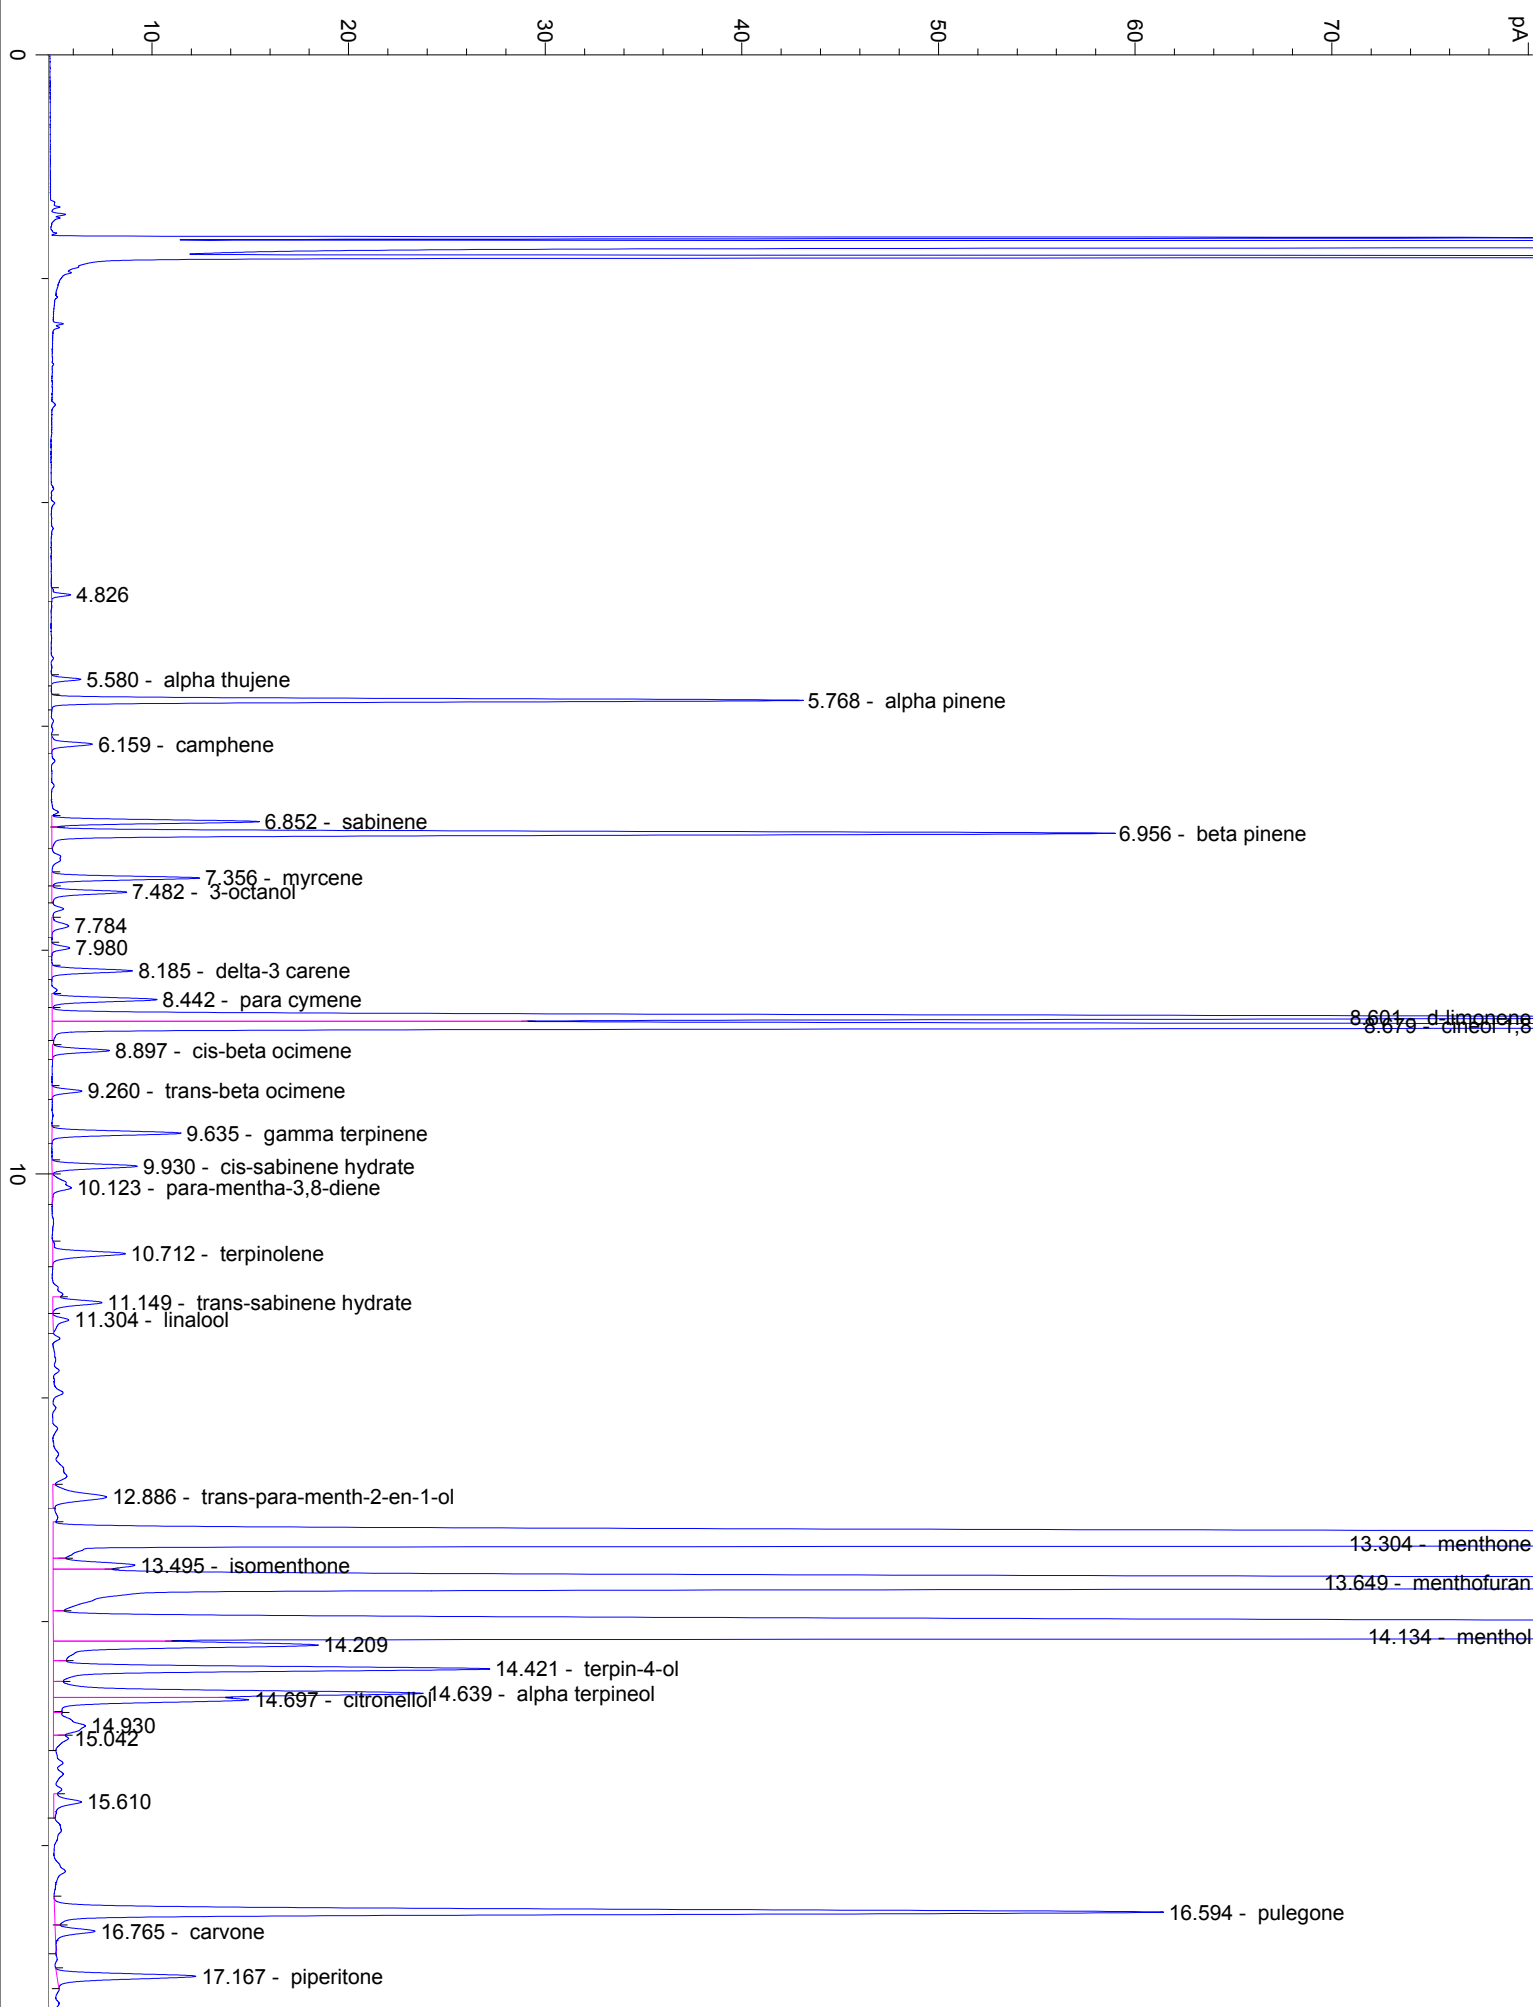 10
20
30
40
50
60
70
pA
0
4.826
5.580 - alpha thujene
5.768 - alpha pinene
6.159 - camphene
6.852 - sabinene
6.956 - beta pinene
7.356 - myrcene
7.482 - 3-octanol
7.784
7.980
8.185 - delta-3 carene
8.442 - para cymene
8.601 - d-limonene
8.679 - cineol 1,8
8.897 - cis-beta ocimene
9.260 - trans-beta ocimene
9.635 - gamma terpinene
9.930 - cis-sabinene hydrate
10
10.123 - para-mentha-3,8-diene
10.712 - terpinolene
11.149 - trans-sabinene hydrate
11.304 - linalool
12.886 - trans-para-menth-2-en-1-ol
13.304 - menthone
13.495 - isomenthone
13.649 - menthofuran
14.134 - menthol
14.209
14.421 - terpin-4-ol
14.639 - alpha terpineol
14.697 - citronellol
14.930
15.042
15.610
16.594 - pulegone
16.765 - carvone
17.167 - piperitone